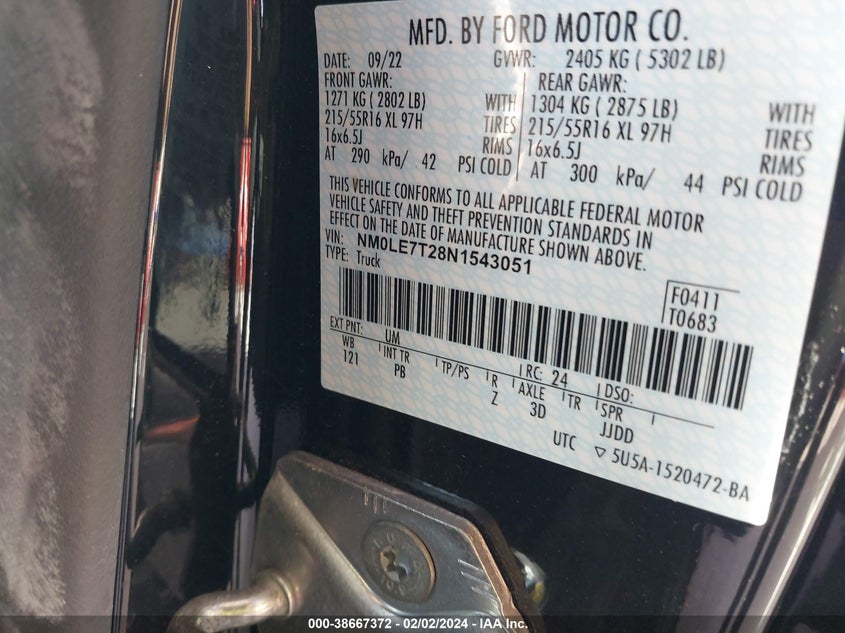 MFD. BY FORD MOTOR CO.
DATE: 09/22 GVWR: 2405 KG ( 5302 LB)
FRONT GAWR: REAR GAWR:
1271 KG ( 2802 LB) WITH 1304 KG ( 2875 LB) WITH
215/55R16 XL 97H TIRES 215/55R16 XL 97H TIRES
16x6.5J RIMS 16x6.5J RIMS
AT 290 kPa/ 42 PSI COLD AT 300 kPa/ 44 PSI COLD
THIS VEHICLE CONFORMS TO ALL APPLICABLE FEDERAL MOTOR
VEHICLE SAFETY AND THEFT PREVENTION STANDARDS IN
EFFECT ON THE DATE OF MANUFACTURE SHOWN ABOVE.
VIN: NM0LE7T28N1543051
TYPE: Truck
F0411
T0683
EXT PNT: UM RC: 24 DSO:
WB INT TR TP/PS R AXLE TR SPR
121 PB Z 3D JJDD
UTC ▽5U5A-1520472-BA
000-38667372 - 02/02/2024 - IAA Inc.